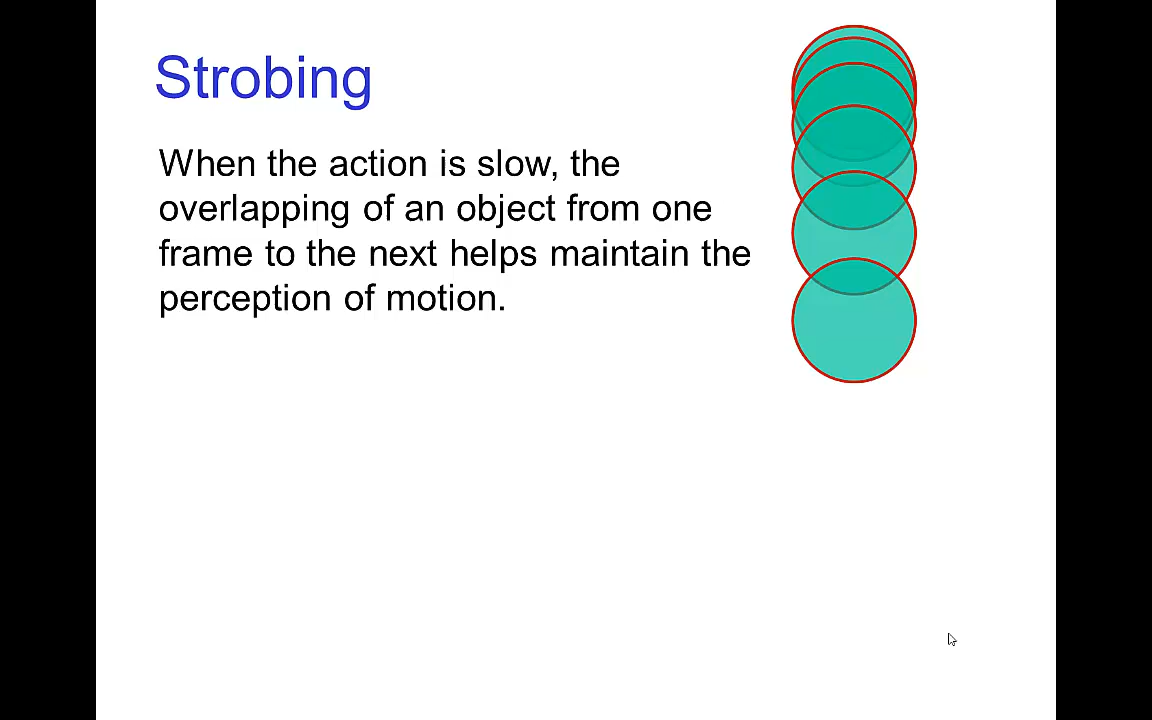 Strobing
When the action is slow, the
overlapping of an object from one
frame to the next helps maintain the
perception of motion.